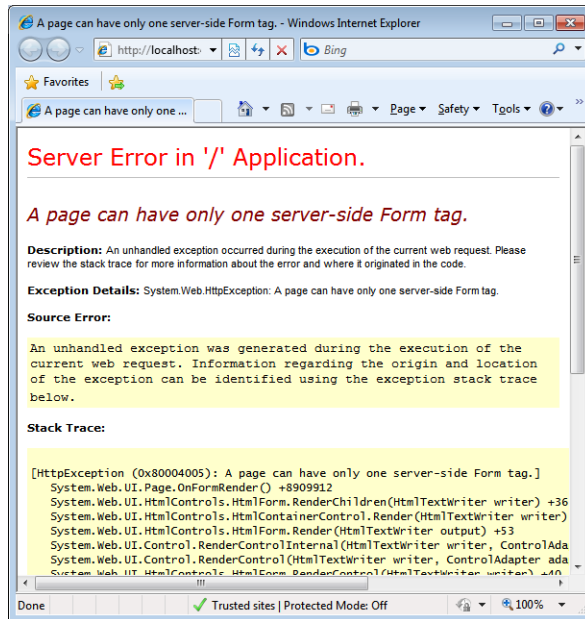 A page can have only one server-side Form tag. - Windows Internet Explorer
http://localhost:
Bing
Favorites
A page can have only one ...
Page
Safety
Tools
»
Server Error in '/' Application.
A page can have only one server-side Form tag.
Description: An unhandled exception occurred during the execution of the current web request. Please
review the stack trace for more information about the error and where it originated in the code.
Exception Details: System.Web.HttpException: A page can have only one server-side Form tag.
Source Error:
An unhandled exception was generated during the execution of the
current web request. Information regarding the origin and location
of the exception can be identified using the exception stack trace
below.
Stack Trace:
[HttpException (0x80004005): A page can have only one server-side Form tag.]
System.Web.UI.Page.OnFormRender() +8909912
System.Web.UI.HtmlControls.HtmlForm.RenderChildren(HtmlTextWriter writer) +36
System.Web.UI.HtmlControls.HtmlContainerControl.Render(HtmlTextWriter writer)
System.Web.UI.HtmlControls.HtmlForm.Render(HtmlTextWriter output) +53
System.Web.UI.Control.RenderControlInternal(HtmlTextWriter writer, ControlAda
System.Web.UI.Control.RenderControl(HtmlTextWriter writer, ControlAdapter ada
System.Web.UI.HtmlControls.HtmlForm.RenderControl(HtmlTextWriter writer) +40
Done
Trusted sites | Protected Mode: Off
100%